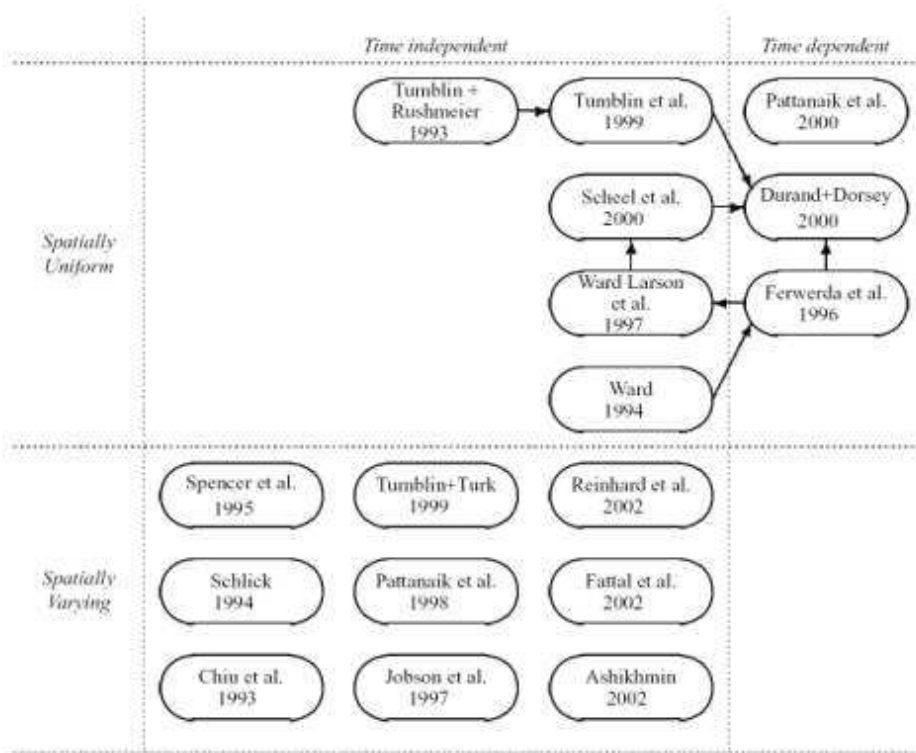 Time independent
Time dependent
Tumblin +
Rushmeier
1993
Tumblin et al.
1999
Pattanaik et al.
2000
Scheel et al.
2000
Durand+Dorsey
2000
Spatially
Uniform
Ward Larson
et al.
1997
Ferwerda et al.
1996
Ward
1994
Spencer et al.
1995
Tumblin+Turk
1999
Reinhard et al.
2002
Spatially
Varying
Schlick
1994
Pattanaik et al.
1998
Fattal et al.
2002
Chiu et al.
1993
Jobson et al.
1997
Ashikhmin
2002